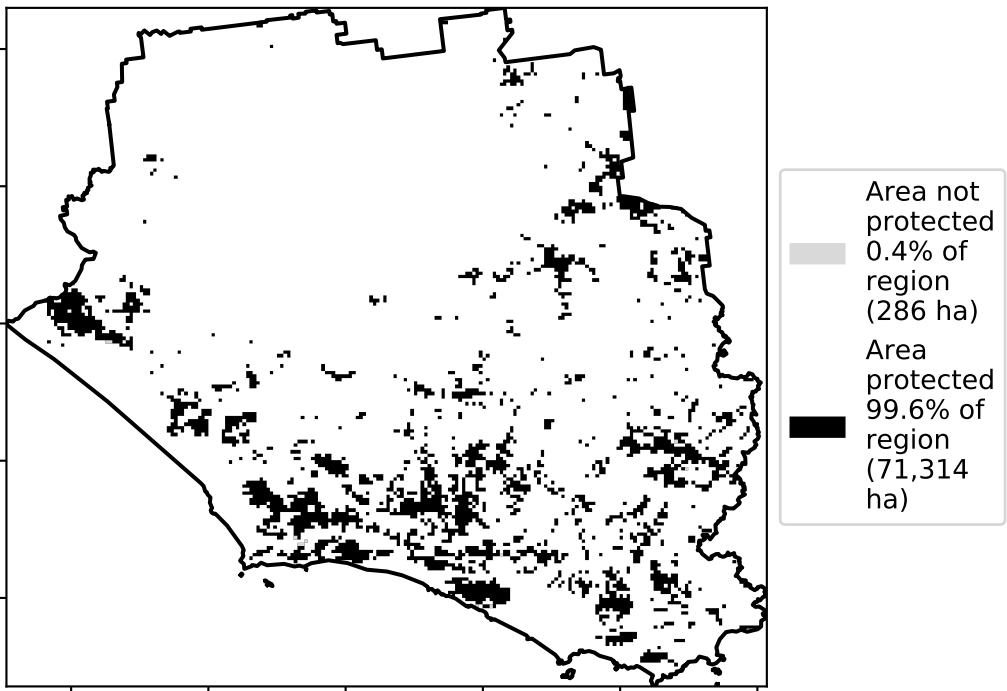 Area not
protected
0.4% of
region
(286 ha)
Area
protected
99.6% of
region
(71,314
ha)